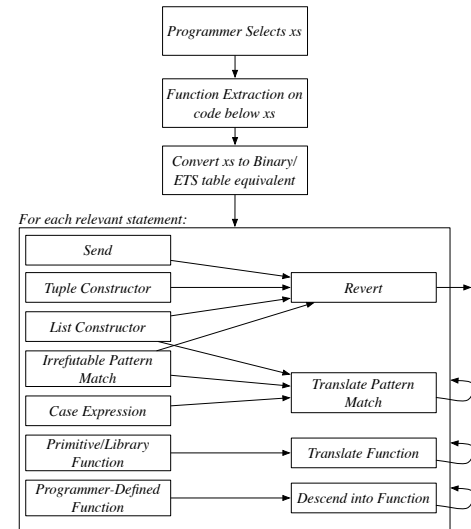 Programmer Selects xs
Function Extraction on
code below xs
Convert xs to Binary/
ETS table equivalent
For each relevant statement:
Send
Tuple Constructor
Revert
List Constructor
Irrefutable Pattern
Match
Translate Pattern
Match
Case Expression
Primitive/Library
Function
Translate Function
Programmer-Defined
Function
Descend into Function